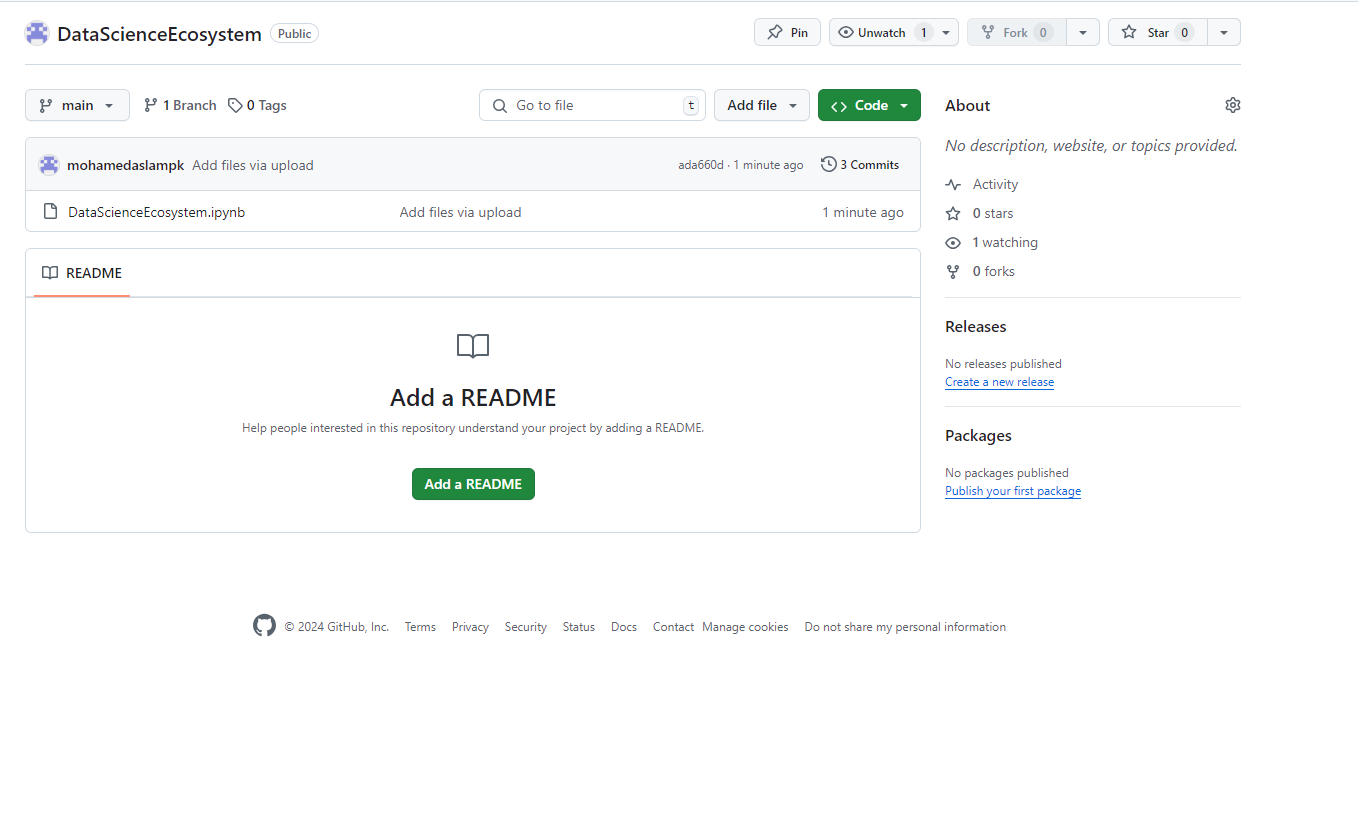 DataScienceEcosystem Public Pin Unwatch 1 Fork 0 Star 0
main 1 Branch 0 Tags Go to file t Add file Code
mohamedaslampk Add files via upload ada660d · 1 minute ago 3 Commits
DataScienceEcosystem.ipynb Add files via upload 1 minute ago
README
Add a README
Help people interested in this repository understand your project by adding a README.
Add a README
About
No description, website, or topics provided.
Activity
0 stars
1 watching
0 forks
Releases
No releases published
Create a new release
Packages
No packages published
Publish your first package
© 2024 GitHub, Inc. Terms Privacy Security Status Docs Contact Manage cookies Do not share my personal information